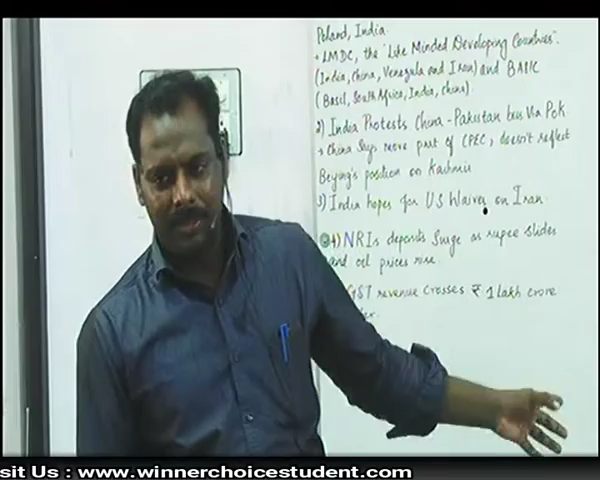 Poland, India.
• LMDC, the "Like Minded Developing Countries".
(India, China, Venezula and Iran) and BASIC
(Basil, South Africa, India, China).
2) India Protests China-Pakistan bus Via PoK
→ China Says move part of CPEC, doesn't reflect
Beijing's position on Kashmir
3) India hopes for US Waiver on Iran.
4) NRIs deposits Surge as rupee slides
and oil prices rise.
GST revenue crosses ₹ 1 Lakh crore
sit Us : www.winnerchoicestudent.com